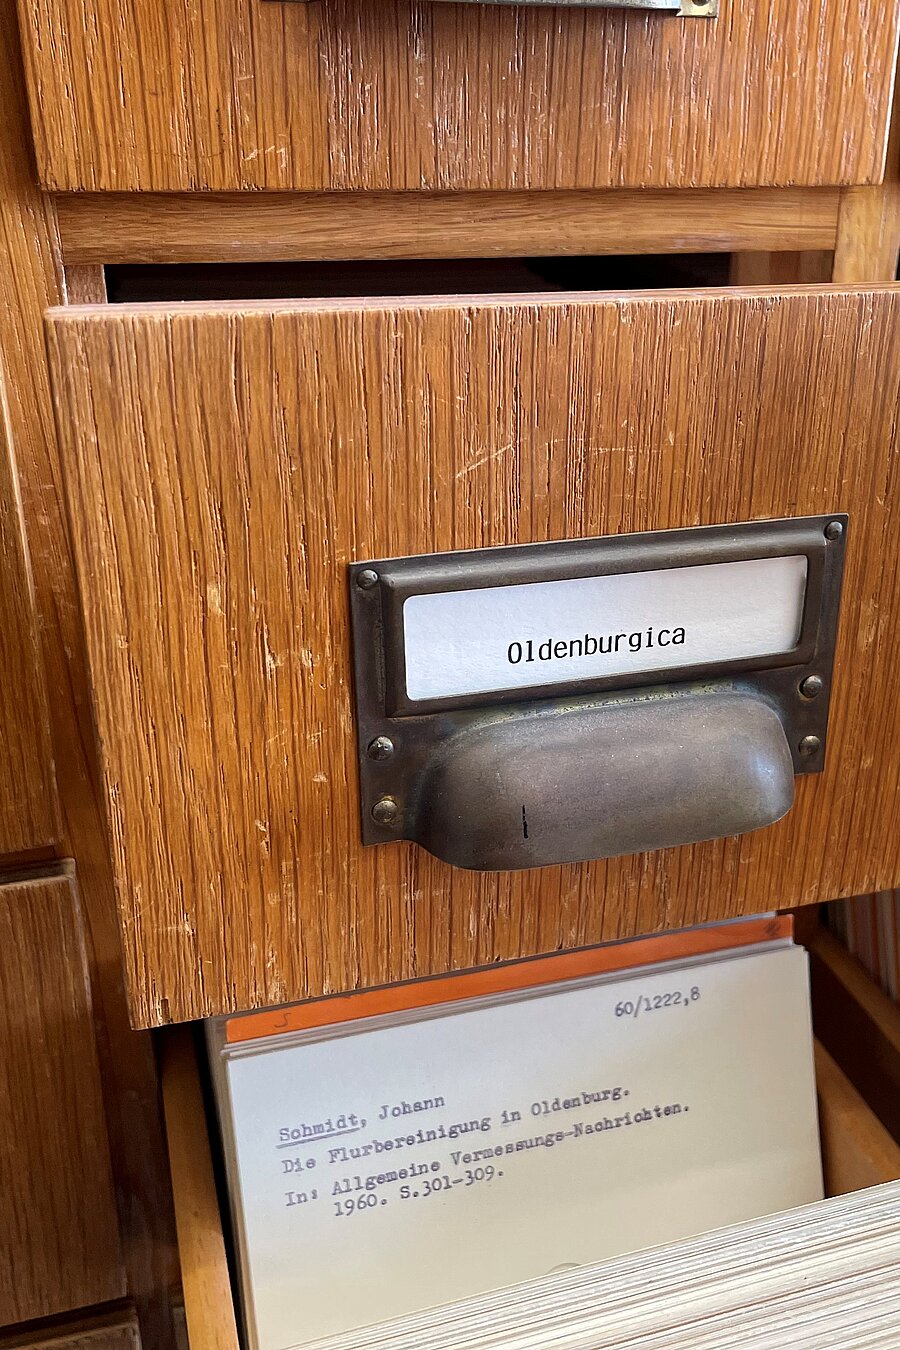 Oldenburgica
S
60/1222,8
Schmidt, Johann
Die Flurbereinigung in Oldenburg.
In: Allgemeine Vermessungs-Nachrichten.
1960. S.301-309.